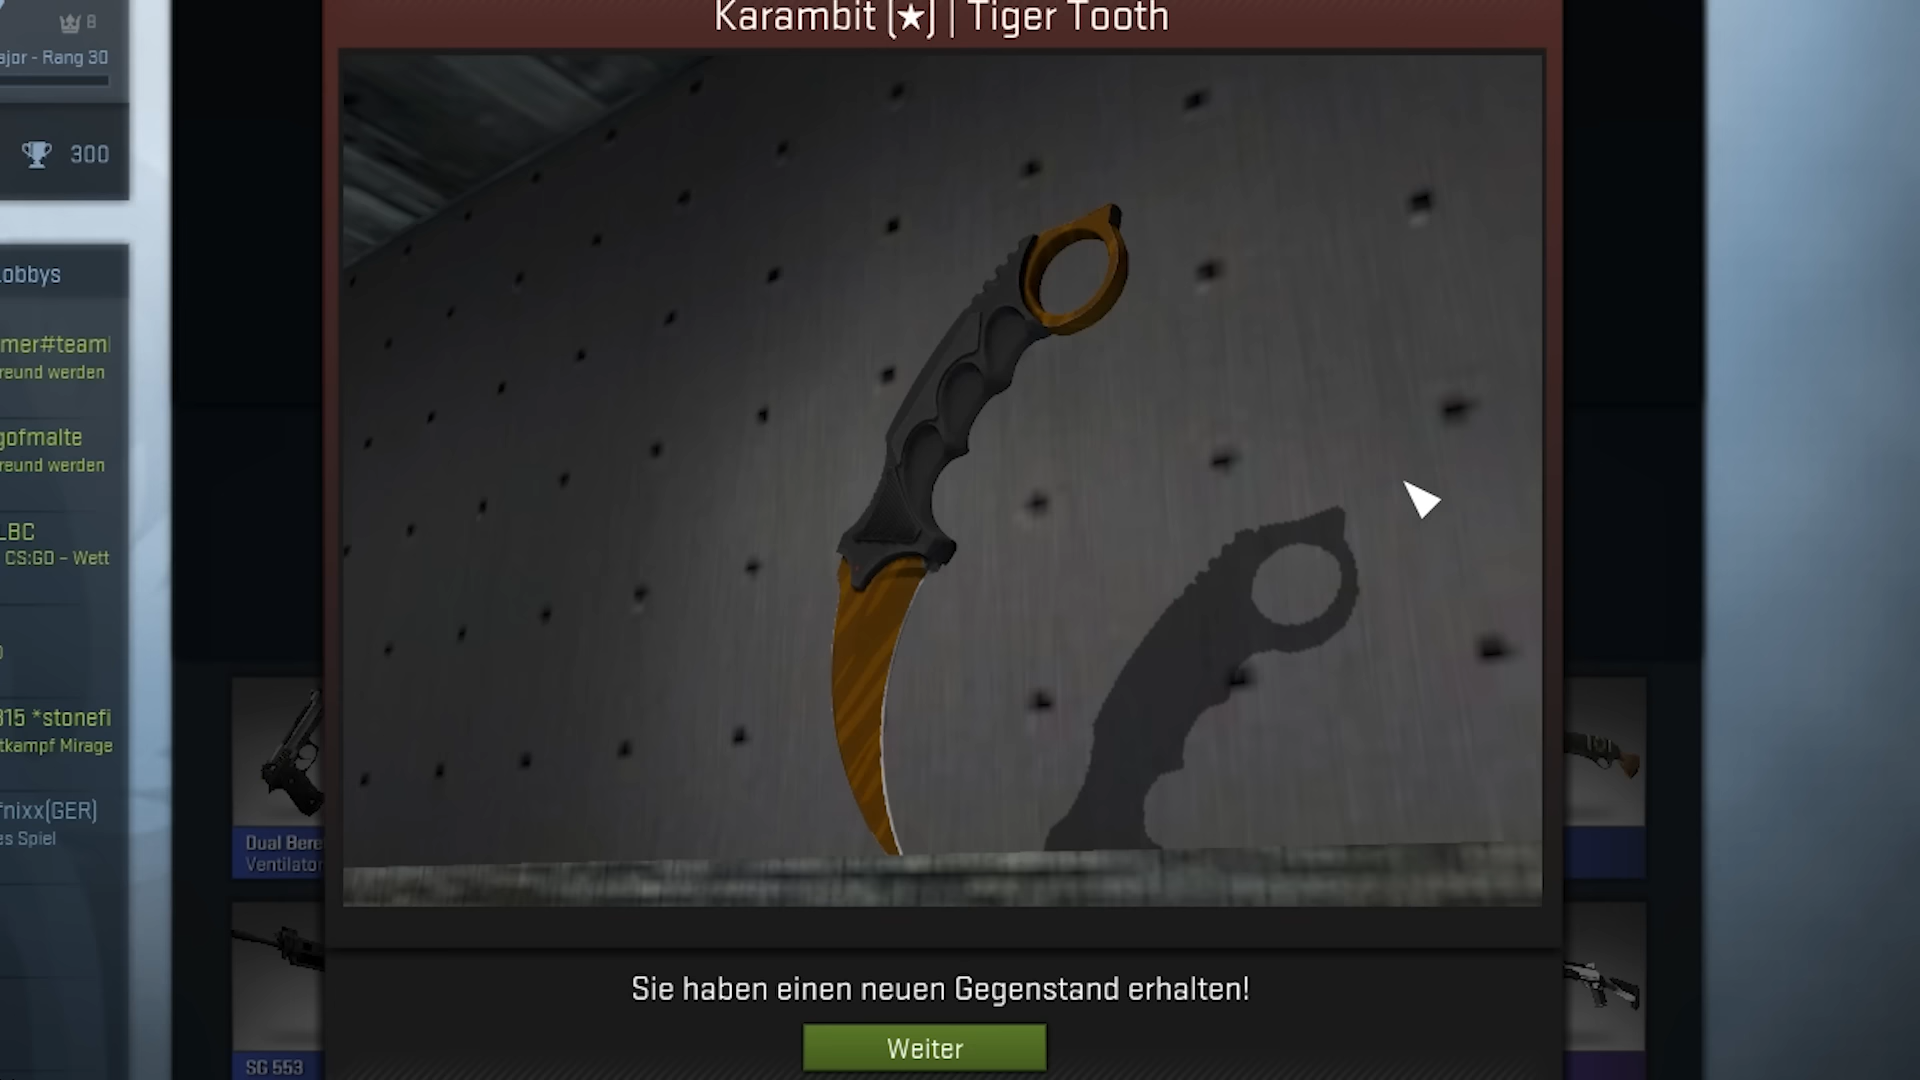 Karambit (★) | Tiger Tooth
8
ajor - Rang 30
300
Lobbys
mer#team
reund werden
gofmalte
reund werden
LBC
CS:GO - Wett
315 *stonefi
tkampf Mirage
fnixx(GER)
es Spiel
Dual Bere
Ventilator
SG 553
Sie haben einen neuen Gegenstand erhalten!
Weiter